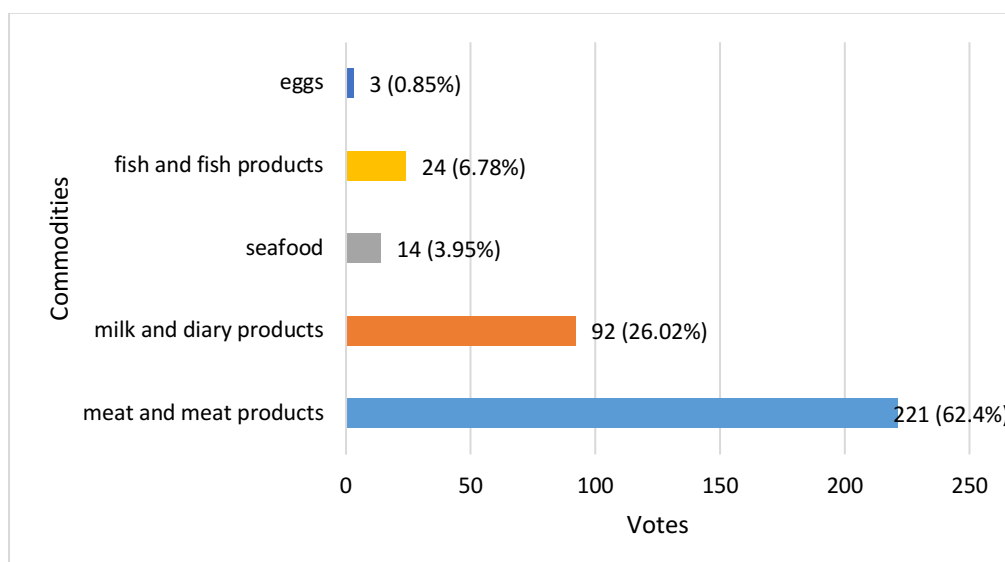 eggs 3 (0.85%)
fish and fish products 24 (6.78%)
seafood 14 (3.95%)
milk and diary products 92 (26.02%)
meat and meat products 221 (62.4%)
Commodities
0 50 100 150 200 250
Votes